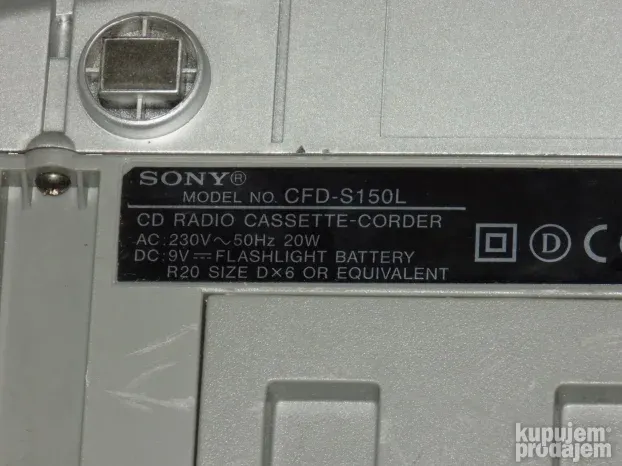 SONY®
MODEL NO. CFD-S150L
CD RADIO CASSETTE-CORDER
AC: 230V ~ 50Hz 20W
DC: 9V ⎓ FLASHLIGHT BATTERY
R20 SIZE D×6 OR EQUIVALENT
D C
kupujem
prodajem